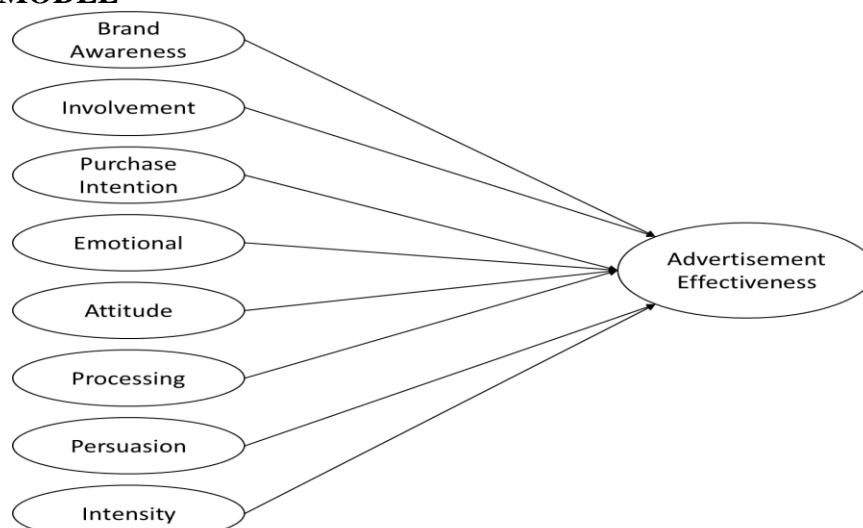 MODEL
Brand
Awareness
Involvement
Purchase
Intention
Emotional
Attitude
Processing
Persuasion
Intensity
Advertisement
Effectiveness